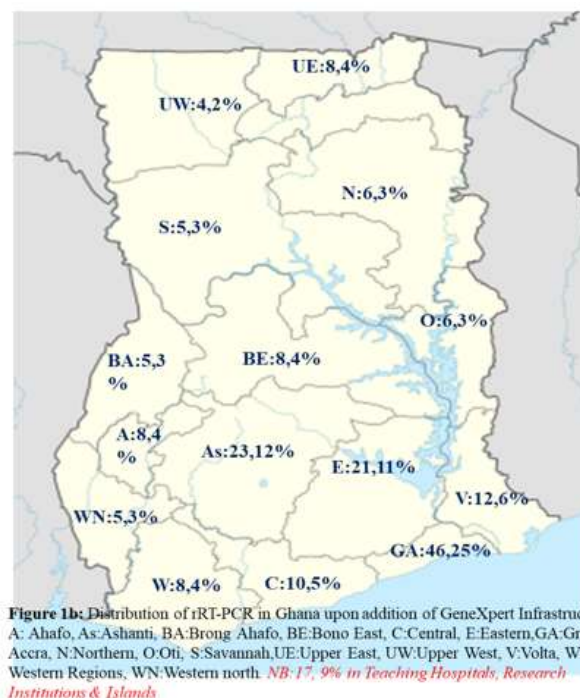 UE:8,4%
UW:4,2%
N:6,3%
S:5,3%
O:6,3%
BA:5,3
%
BE:8,4%
A:8,4
%
As:23,12%
E:21,11%
V:12,6%
WN:5,3%
GA:46,25%
W:8,4%
C:10,5%
Figure 1b: Distribution of rRT-PCR in Ghana upon addition of GeneXpert
A: Ahafo, As:Ashanti, BA:Brong Ahafo, BE:Bono East, C:Central, E:Eastern,GA:
Accra, N:Northern, O:Oti, S:Savannah,UE:Upper East, UW:Upper West, V:Volta,
Western Regions, WN:Western north. NB:17, 9% in Teaching Hospitals, Research
Institutions & Islands